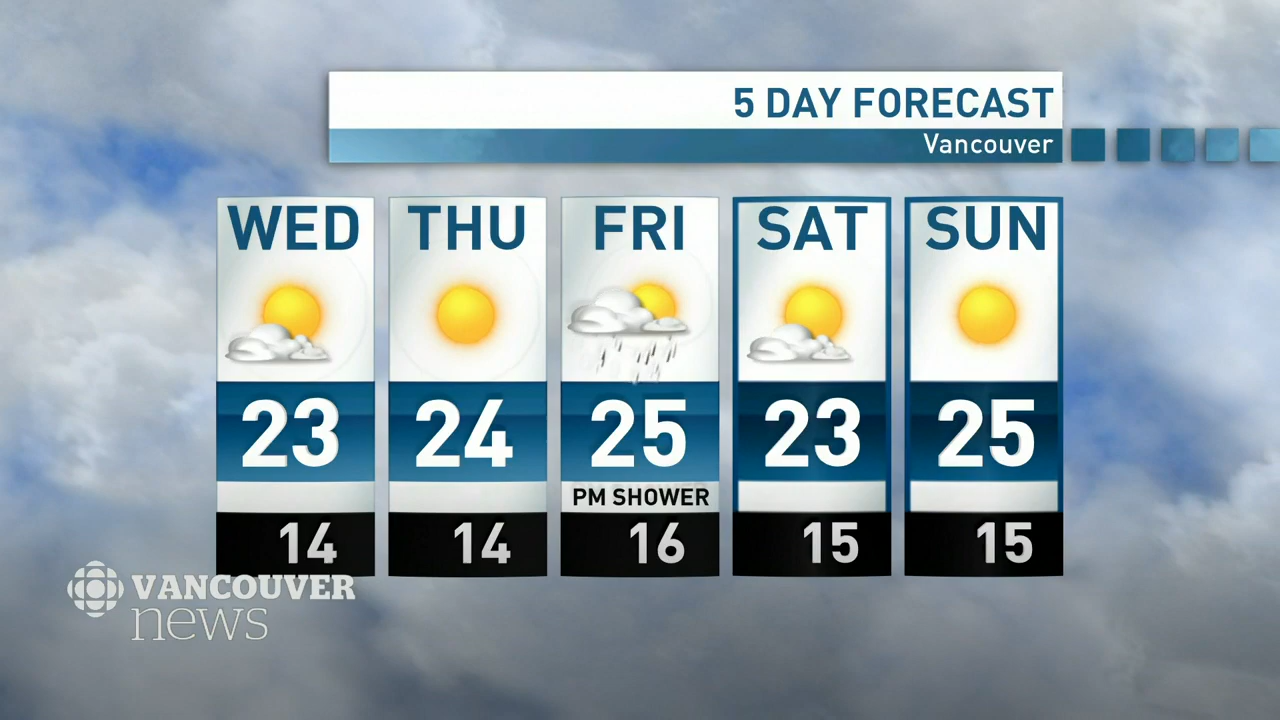 5 DAY FORECAST
Vancouver
WED THU FRI SAT SUN
23 24 25 23 25
PM SHOWER
14 14 16 15 15
VANCOUVER
news